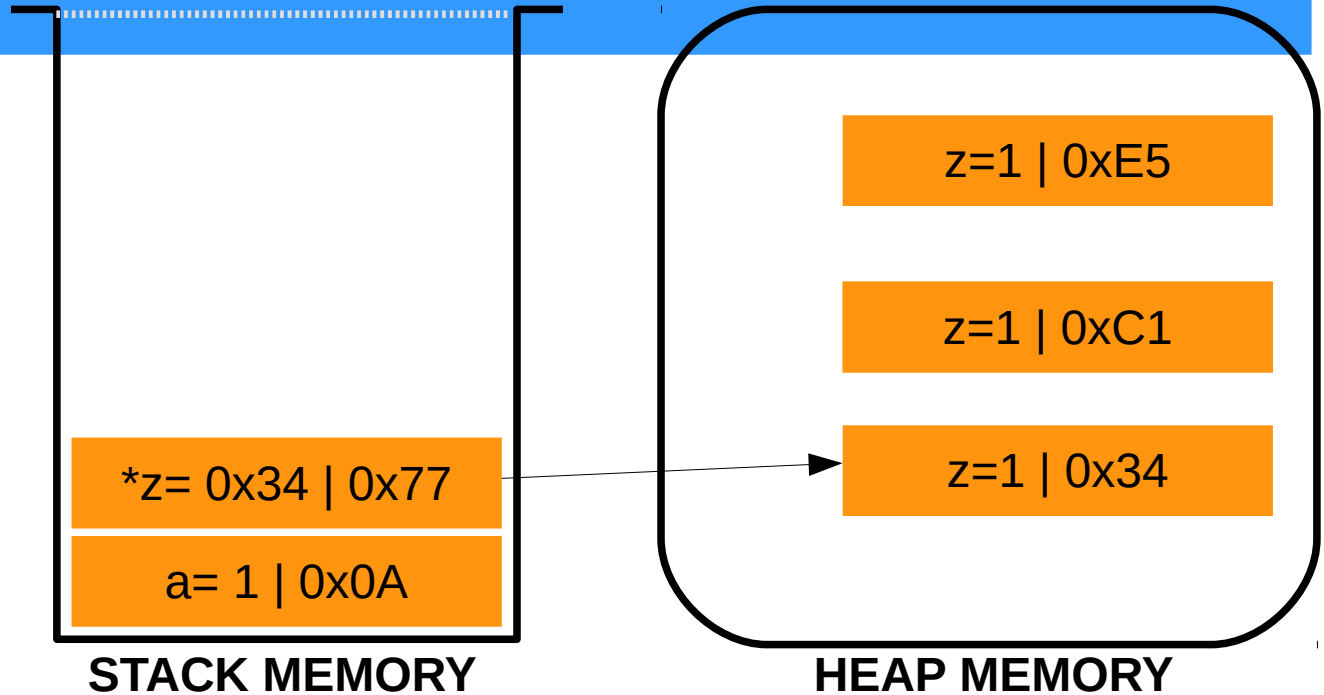 z=1 | 0xE5
z=1 | 0xC1
*z= 0x34 | 0x77
z=1 | 0x34
a= 1 | 0x0A
STACK MEMORY
HEAP MEMORY